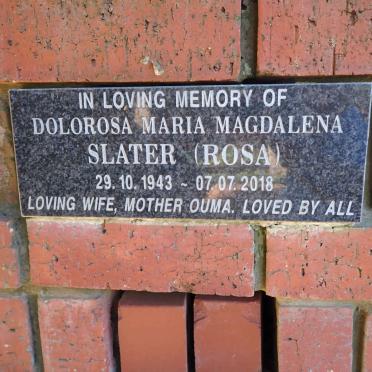 IN LOVING MEMORY OF
DOLOROSA MARIA MAGDALENA
SLATER (ROSA)
29.10.1943 ~ 07.07.2018
LOVING WIFE, MOTHER OUMA. LOVED BY ALL